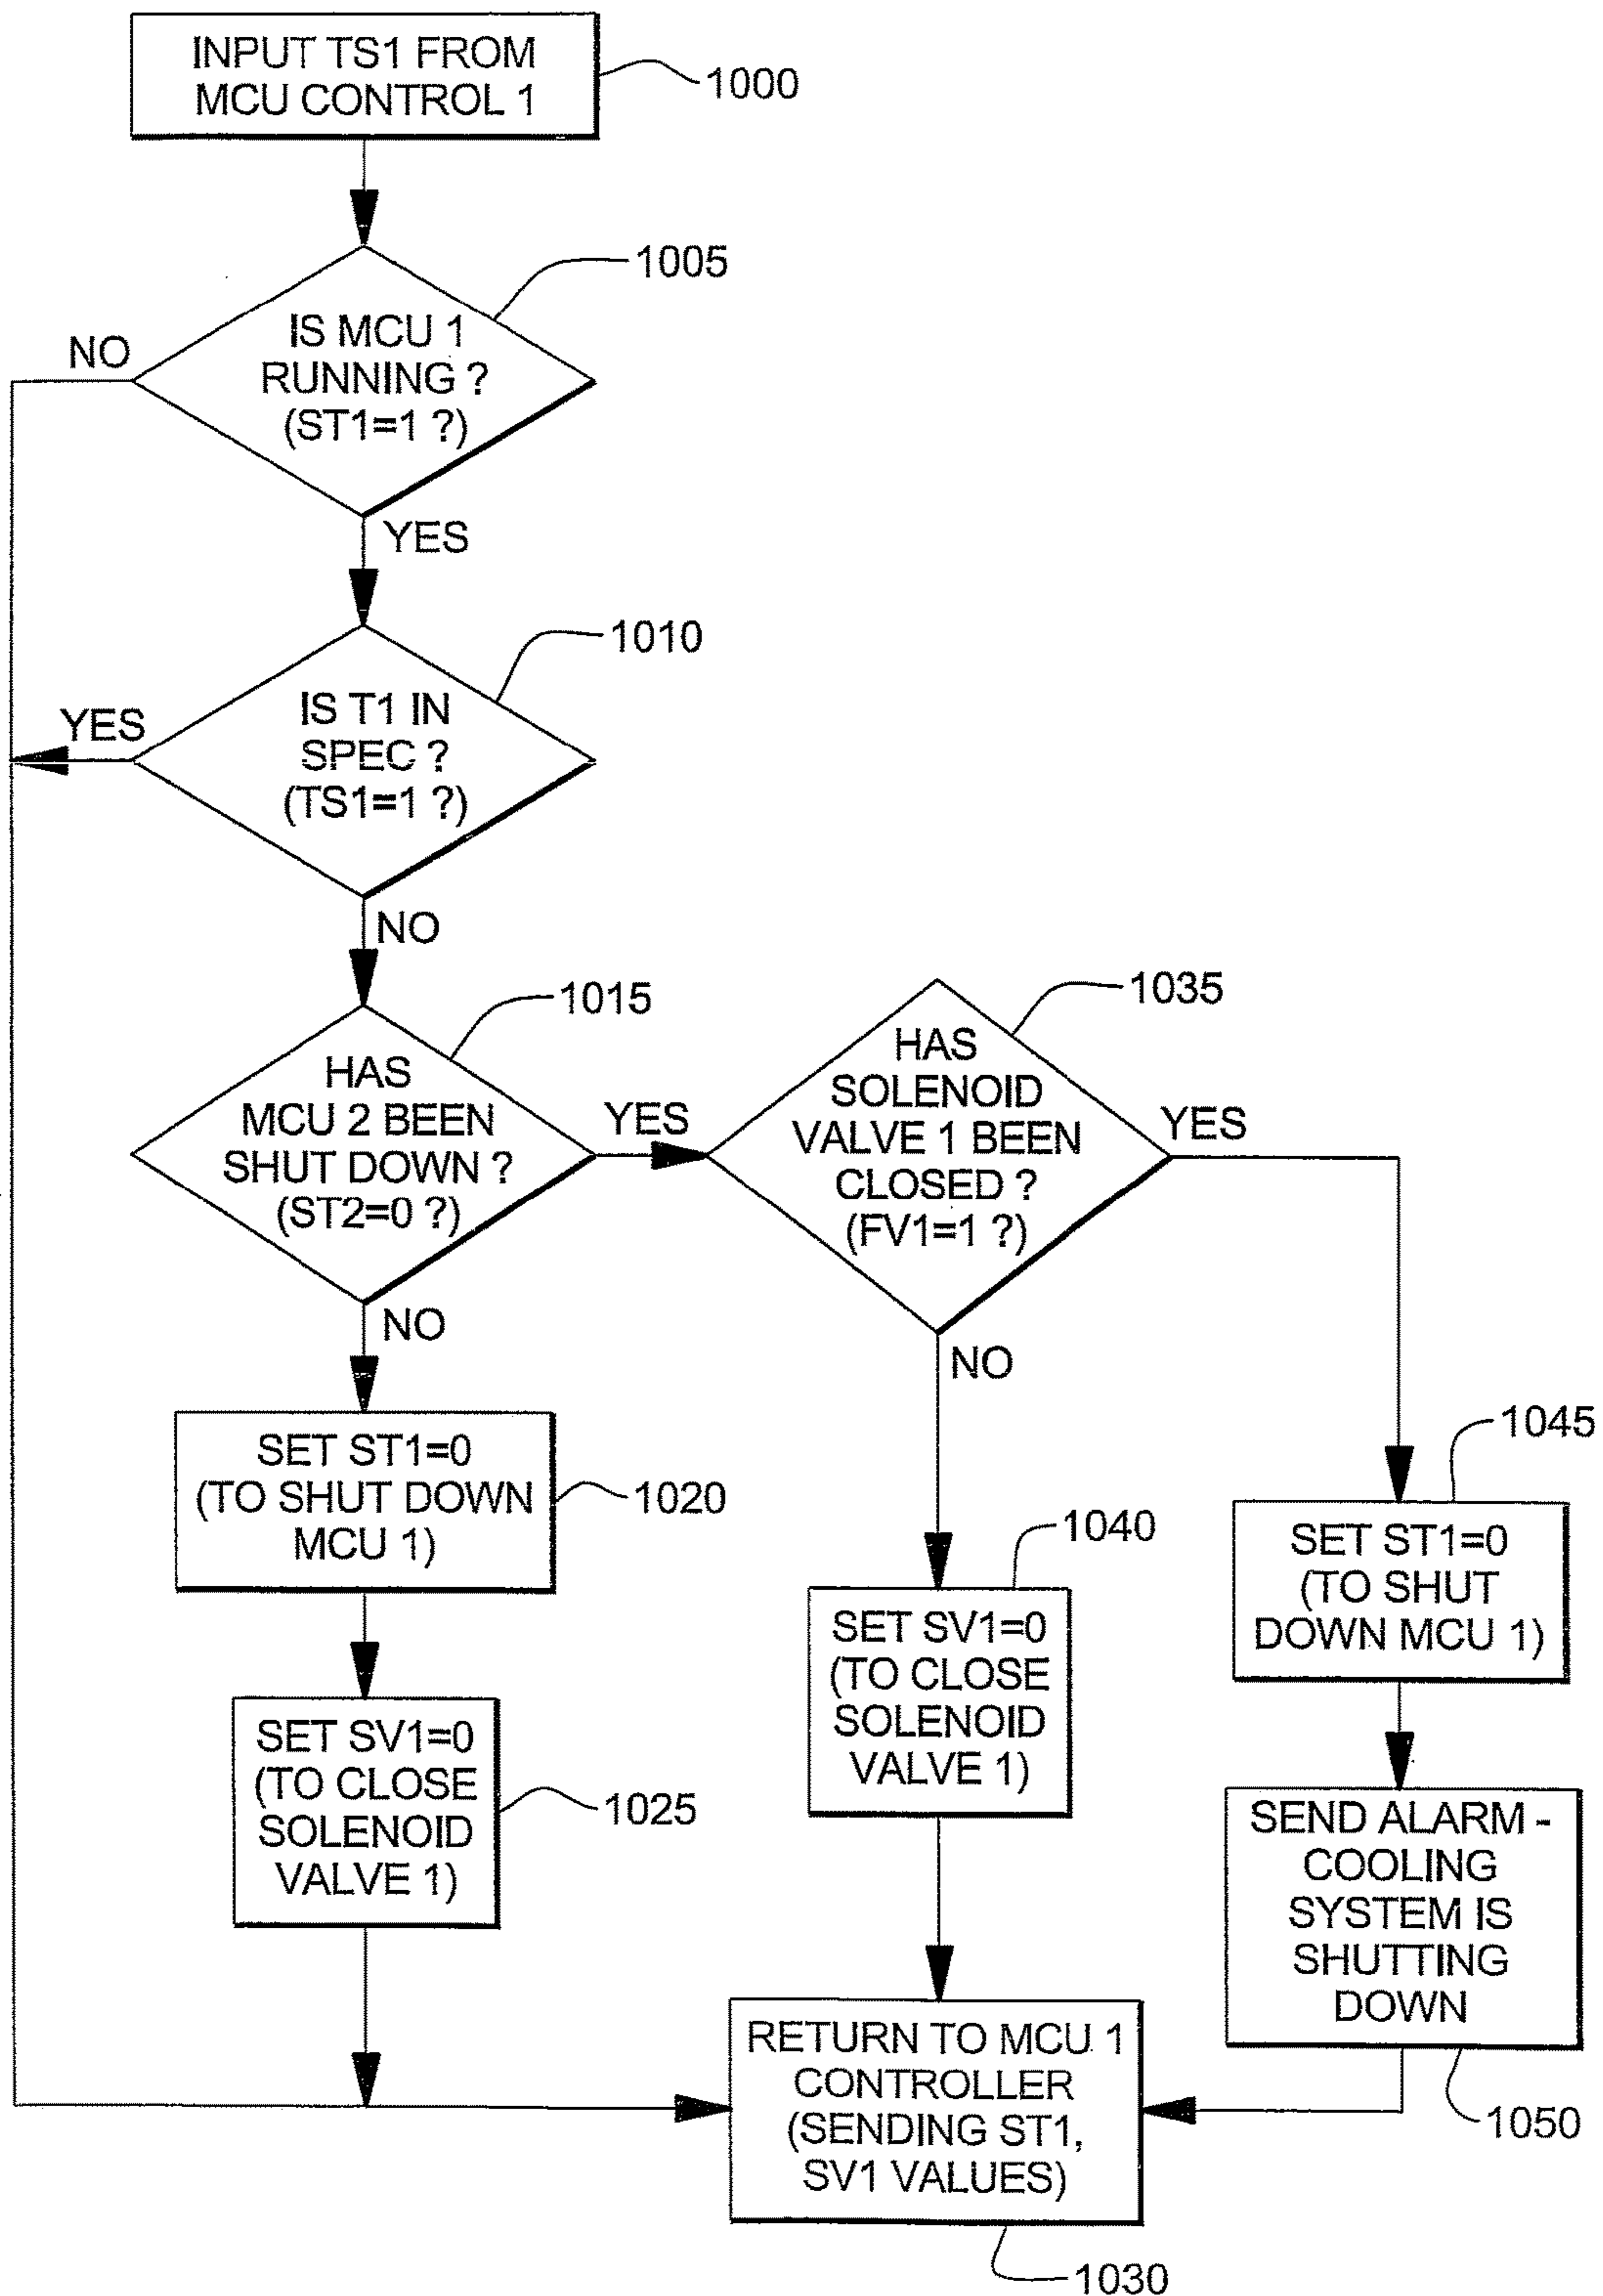 INPUT TS1 FROM
MCU CONTROL 1
1000
1005
IS MCU 1
RUNNING ?
(ST1=1 ?)
NO
YES
1010
IS T1 IN
SPEC ?
(TS1=1 ?)
YES
NO
1015
HAS
MCU 2 BEEN
SHUT DOWN ?
(ST2=0 ?)
YES
NO
1035
HAS
SOLENOID
VALVE 1 BEEN
CLOSED ?
(FV1=1 ?)
YES
NO
SET ST1=0
(TO SHUT DOWN
MCU 1)
1020
SET SV1=0
(TO CLOSE
SOLENOID
VALVE 1)
1025
1040
SET SV1=0
(TO CLOSE
SOLENOID
VALVE 1)
1045
SET ST1=0
(TO SHUT
DOWN MCU 1)
SEND ALARM -
COOLING
SYSTEM IS
SHUTTING
DOWN
1050
RETURN TO MCU 1
CONTROLLER
(SENDING ST1,
SV1 VALUES)
1030